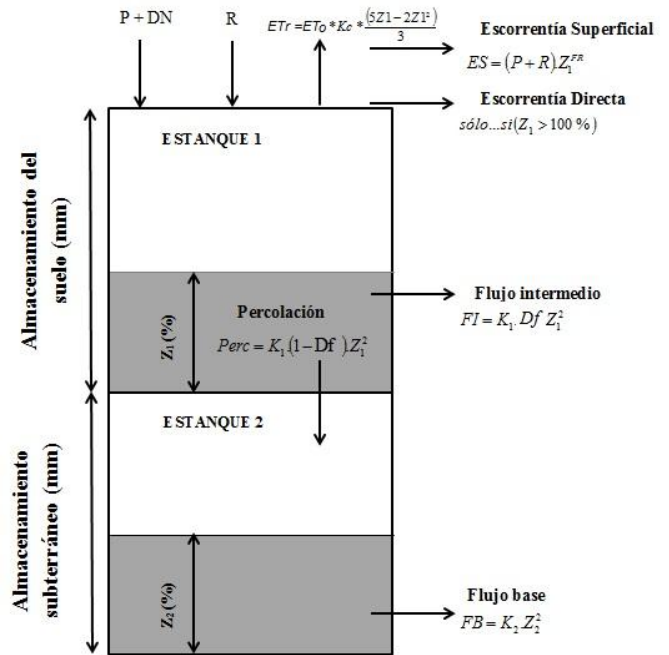 P + DN
R
ETr = ETo * Kc * (5Z1 − 2Z1²)/3
Escorrentía Superficial
ES = (P + R).Z₁^FR
Escorrentía Directa
sólo...si(Z₁ > 100 %)
ESTANQUE 1
Almacenamiento del
suelo (mm)
Z₁(%)
Percolación
Perc = K₁.(1 − Df ).Z₁²
Flujo intermedio
FI = K₁. Df Z₁²
ESTANQUE 2
Almacenamiento
subterráneo (mm)
Z₂(%)
Flujo base
FB = K₂.Z₂²